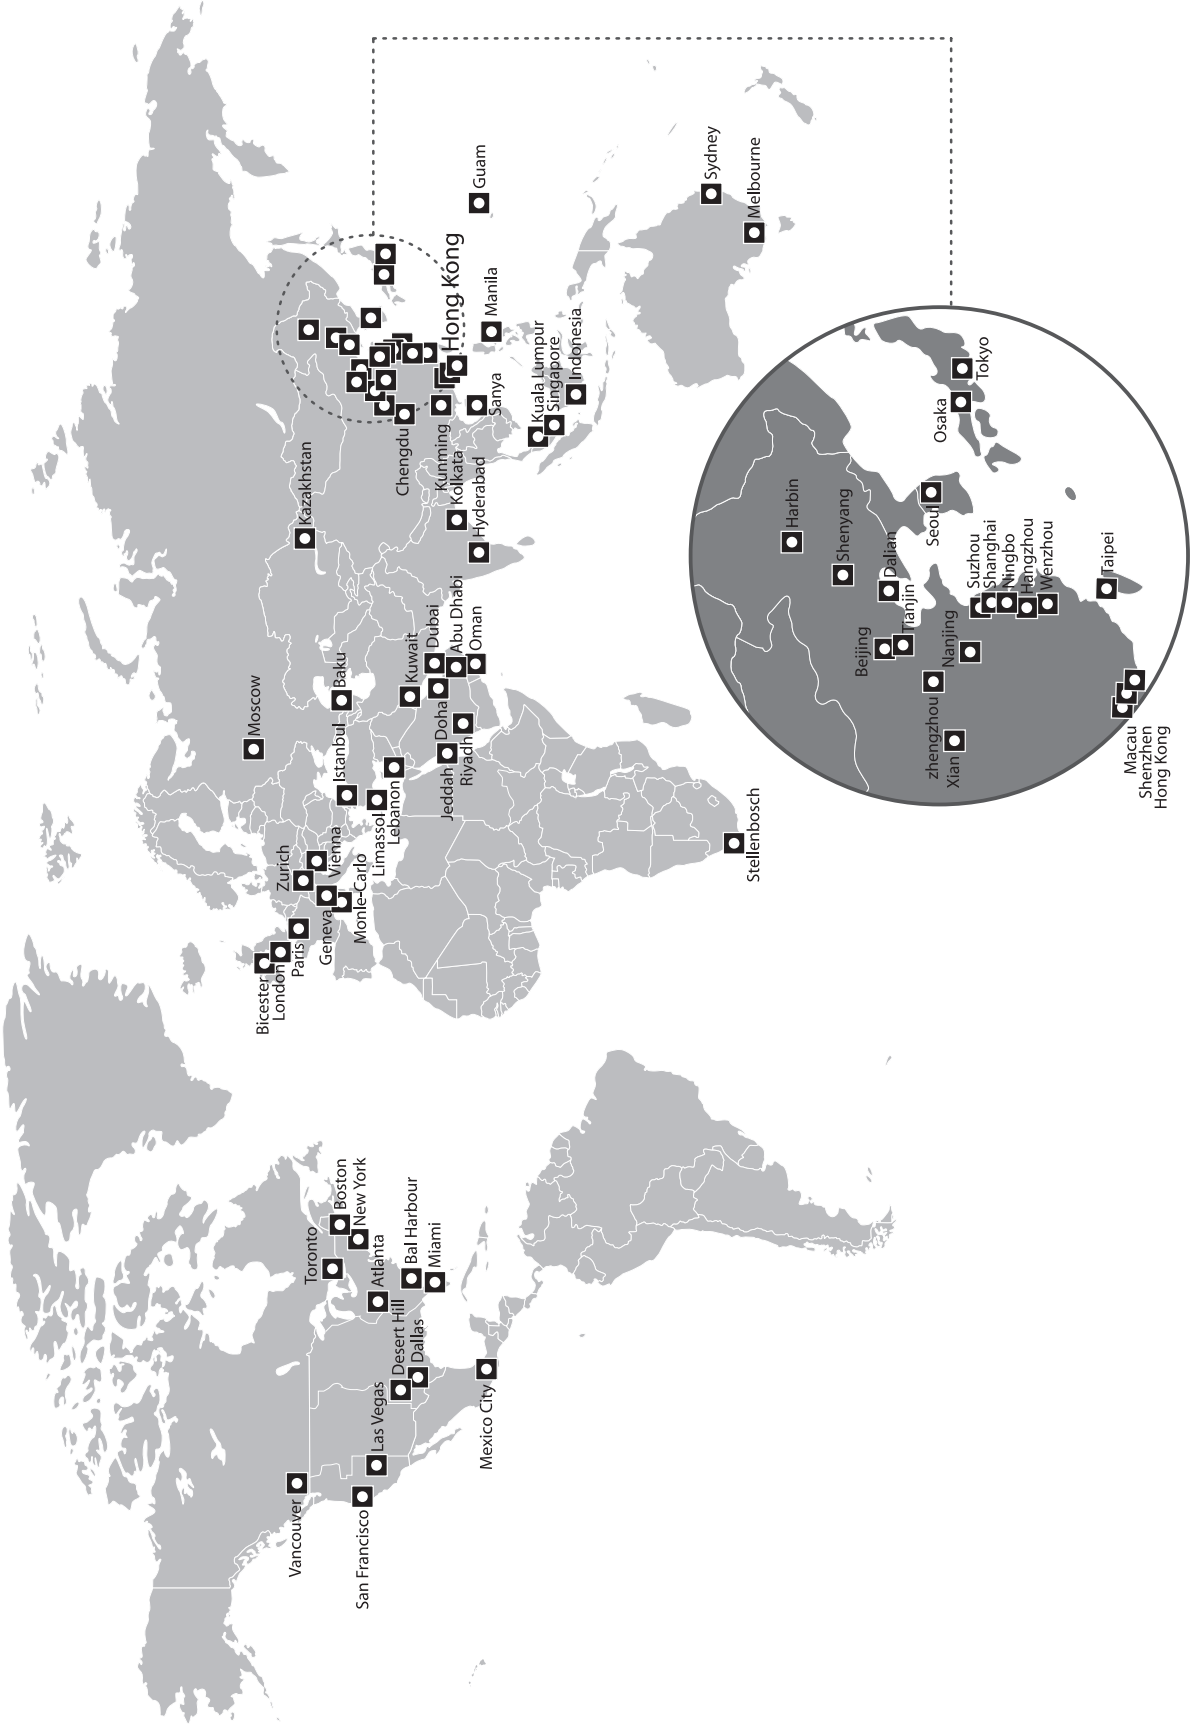 Vancouver
San Francisco
Las Vegas
Desert Hill
Dallas
Mexico City
Toronto
Boston
New York
Atlanta
Bal Harbour
Miami
Bicester
London
Paris
Zurich
Geneva
Vienna
Monle-Carlo
Moscow
Istanbul
Baku
Limassol
Lebanon
Kuwait
Doha
Jeddah
Riyadh
Dubai
Abu Dhabi
Oman
Stellenbosch
Kazakhstan
Chengdu
Kunming
Kolkata
Hyderabad
Hong Kong
Sanya
Manila
Guam
Kuala Lumpur
Singapore
Indonesia
Sydney
Melbourne
Harbin
Shenyang
Dalian
Beijing
Tianjin
Seoul
Osaka
Tokyo
zhengzhou
Xian
Nanjing
Suzhou
Shanghai
Ningbo
Hangzhou
Wenzhou
Taipei
Macau
Shenzhen
Hong Kong